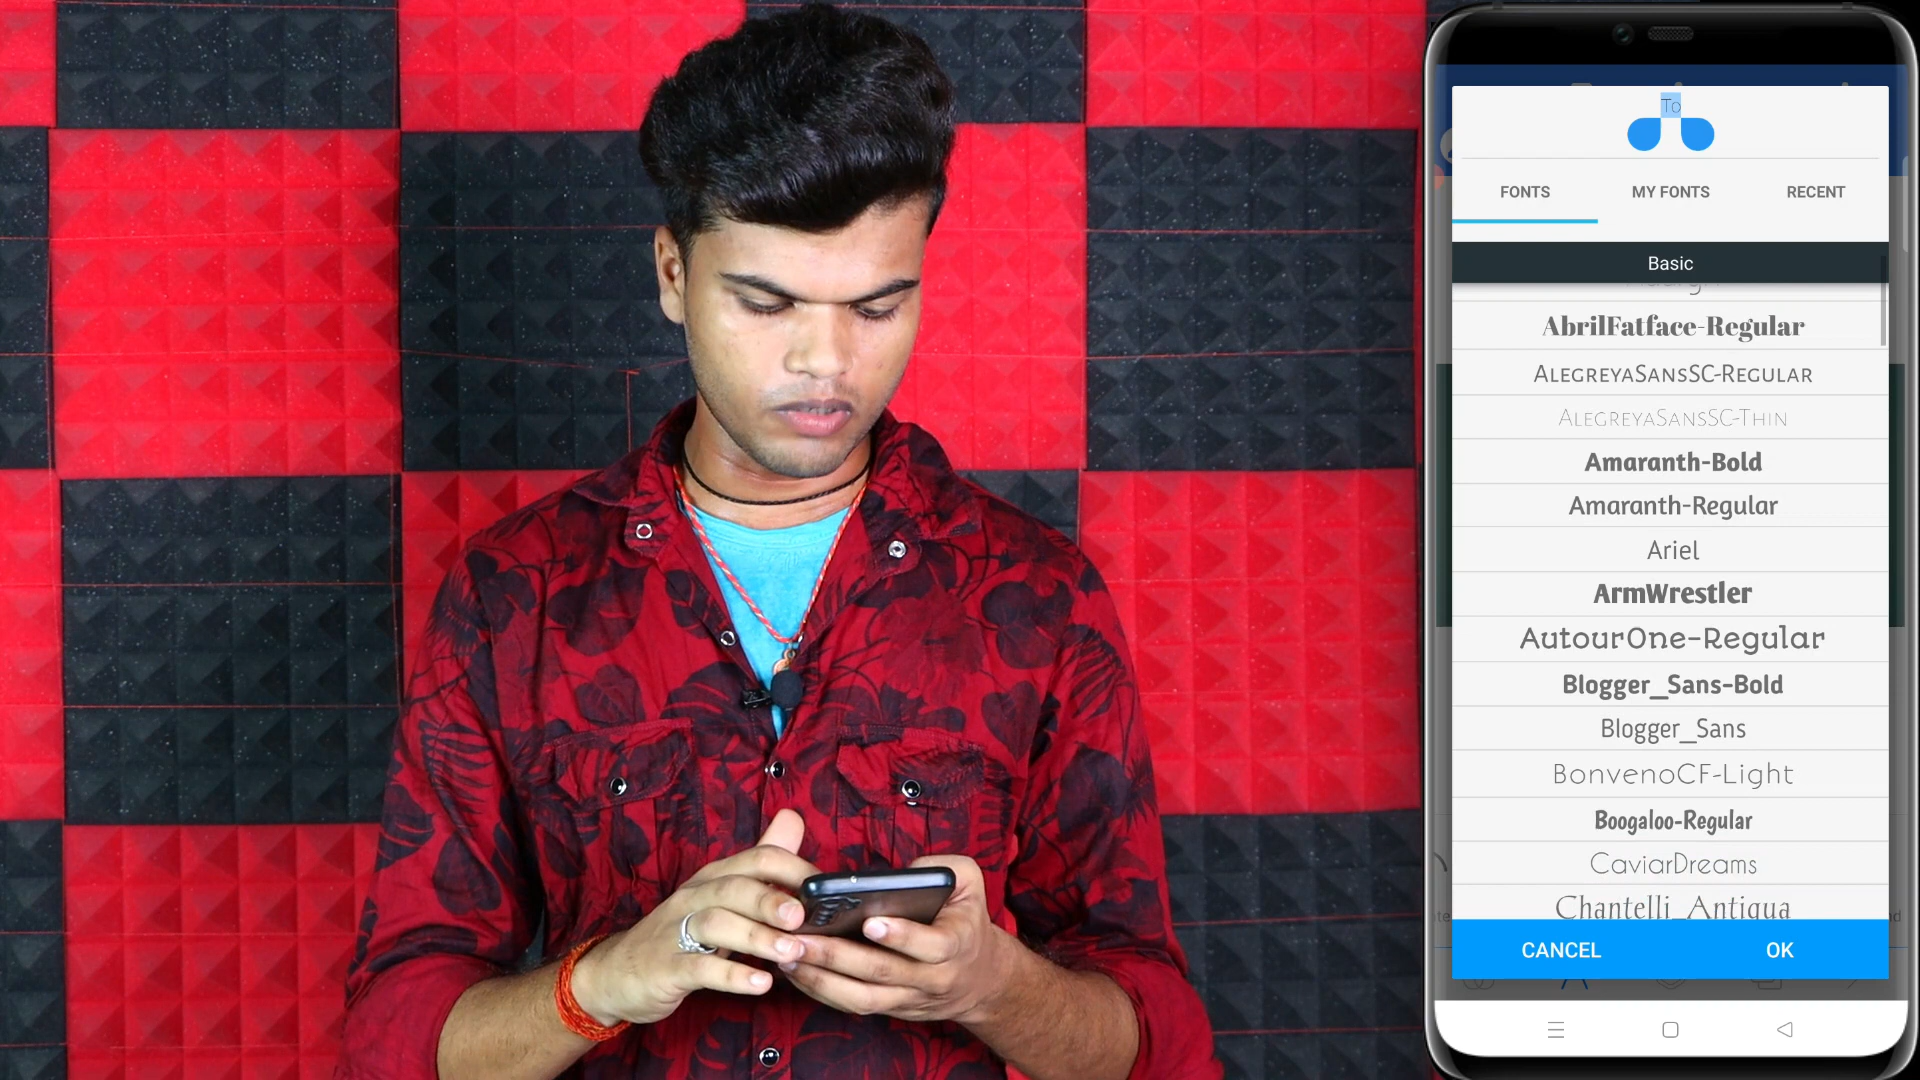 To
FONTS MY FONTS RECENT
Basic
AbrilFatface-Regular
AlegreyaSansSC-Regular
AlegreyaSansSC-Thin
Amaranth-Bold
Amaranth-Regular
Ariel
ArmWrestler
AutourOne-Regular
Blogger_Sans-Bold
Blogger_Sans
BonvenoCF-Light
Boogaloo-Regular
CaviarDreams
Chantelli_Antiqua
CANCEL OK